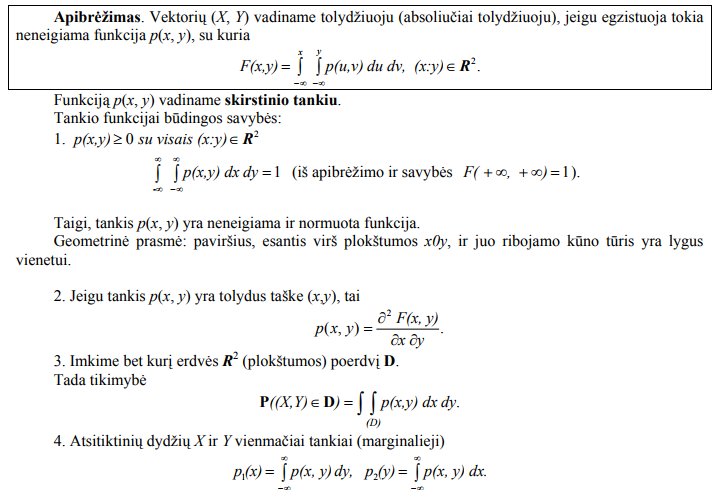 Apibrėžimas. Vektorių (X, Y) vadiname tolydžiuoju (absoliučiai tolydžiuoju), jeigu egzistuoja tokia
neneigiama funkcija p(x, y), su kuria
F(x,y) = ∫_{-∞}^{x} ∫_{-∞}^{y} p(u,v) du dv, (x:y) ∈ R².
Funkciją p(x, y) vadiname skirstinio tankiu.
Tankio funkcijai būdingos savybės:
1. p(x,y) ≥ 0 su visais (x:y) ∈ R²
∫_{-∞}^{∞} ∫_{-∞}^{∞} p(x,y) dx dy = 1 (iš apibrėžimo ir savybės F( + ∞, + ∞) = 1 ).
Taigi, tankis p(x, y) yra neneigiama ir normuota funkcija.
Geometrinė prasmė: paviršius, esantis virš plokštumos x0y, ir juo ribojamo kūno tūris yra lygus
vienetui.
2. Jeigu tankis p(x, y) yra tolydus taške (x,y), tai
p(x, y) = ∂² F(x, y) / ∂x ∂y .
3. Imkime bet kurį erdvės R² (plokštumos) poerdvį D.
Tada tikimybė
P((X,Y) ∈ D) = ∫ ∫_{(D)} p(x,y) dx dy.
4. Atsitiktinių dydžių X ir Y vienmačiai tankiai (marginalieji)
p₁(x) = ∫_{-∞}^{∞} p(x, y) dy, p₂(y) = ∫_{-∞}^{∞} p(x, y) dx.